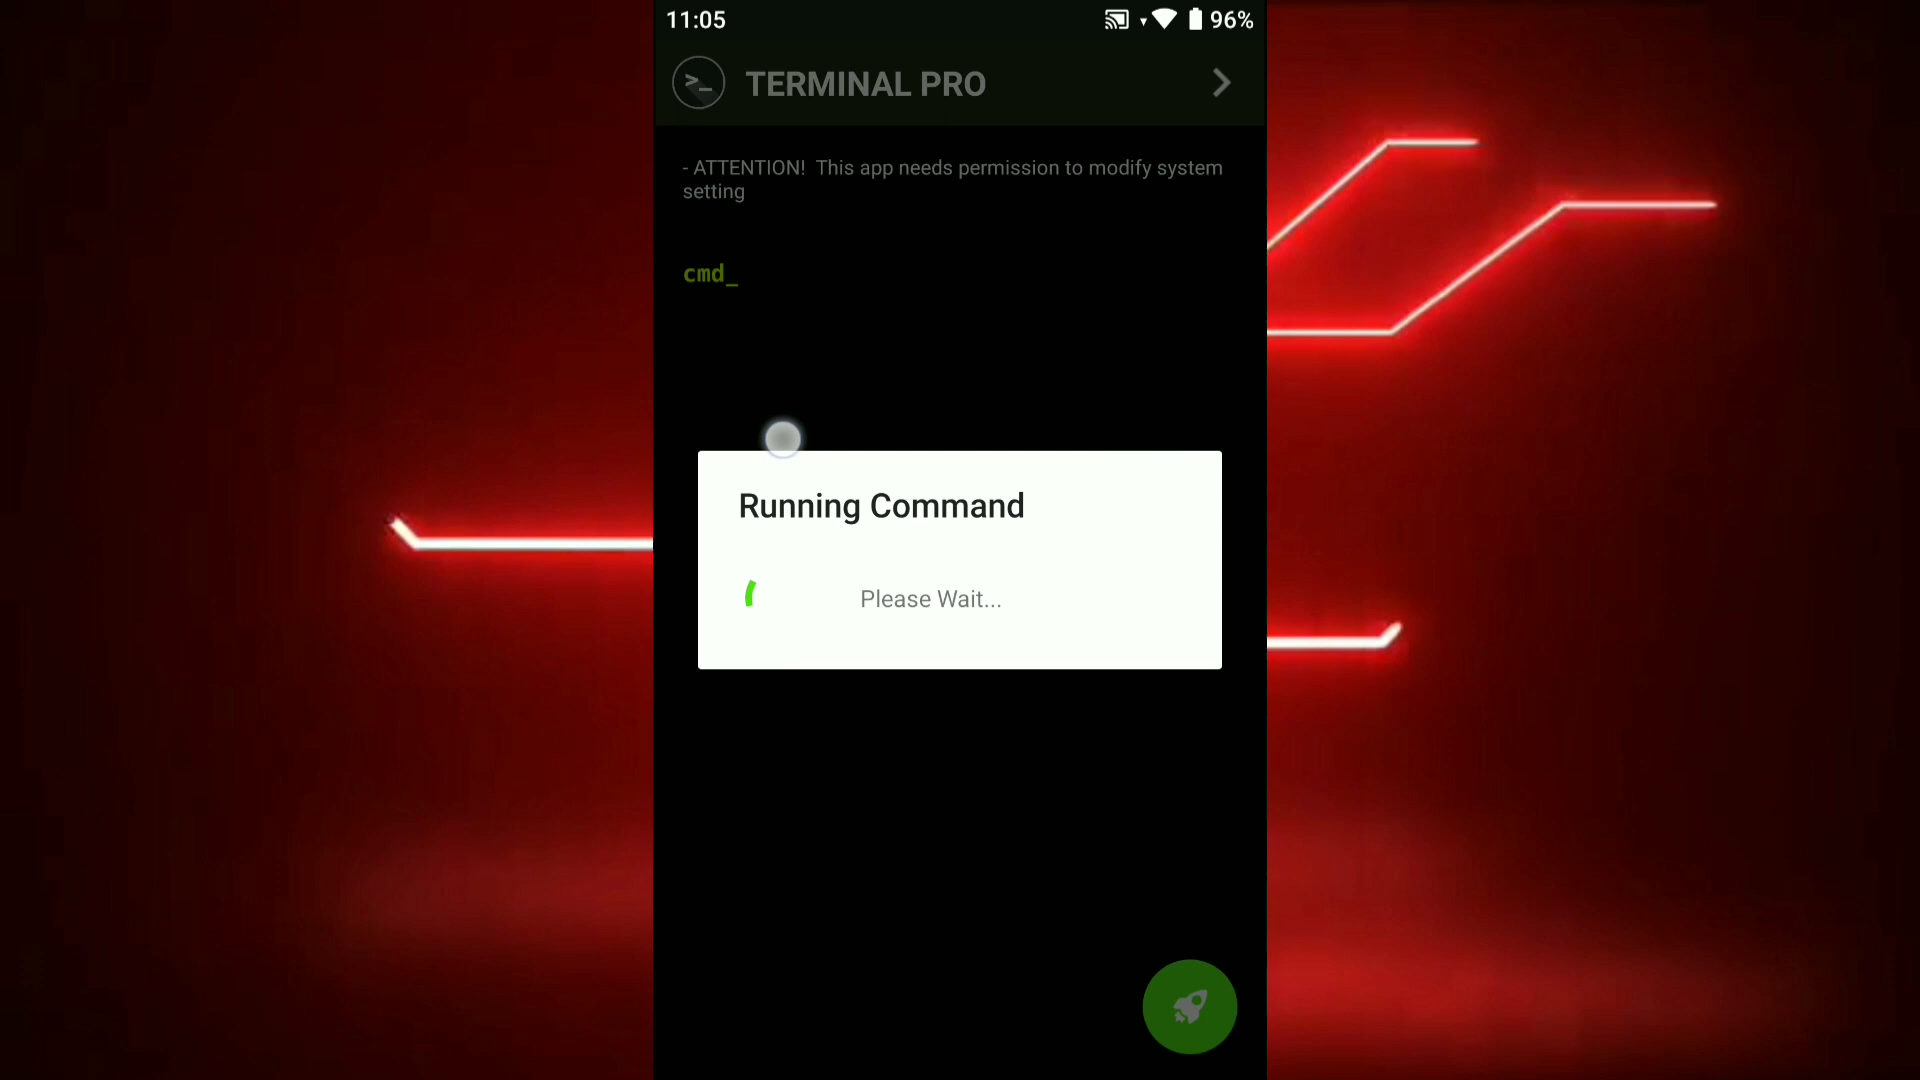 11:05
96%
>_ TERMINAL PRO
- ATTENTION!  This app needs permission to modify system
setting
cmd_
Running Command
Please Wait...